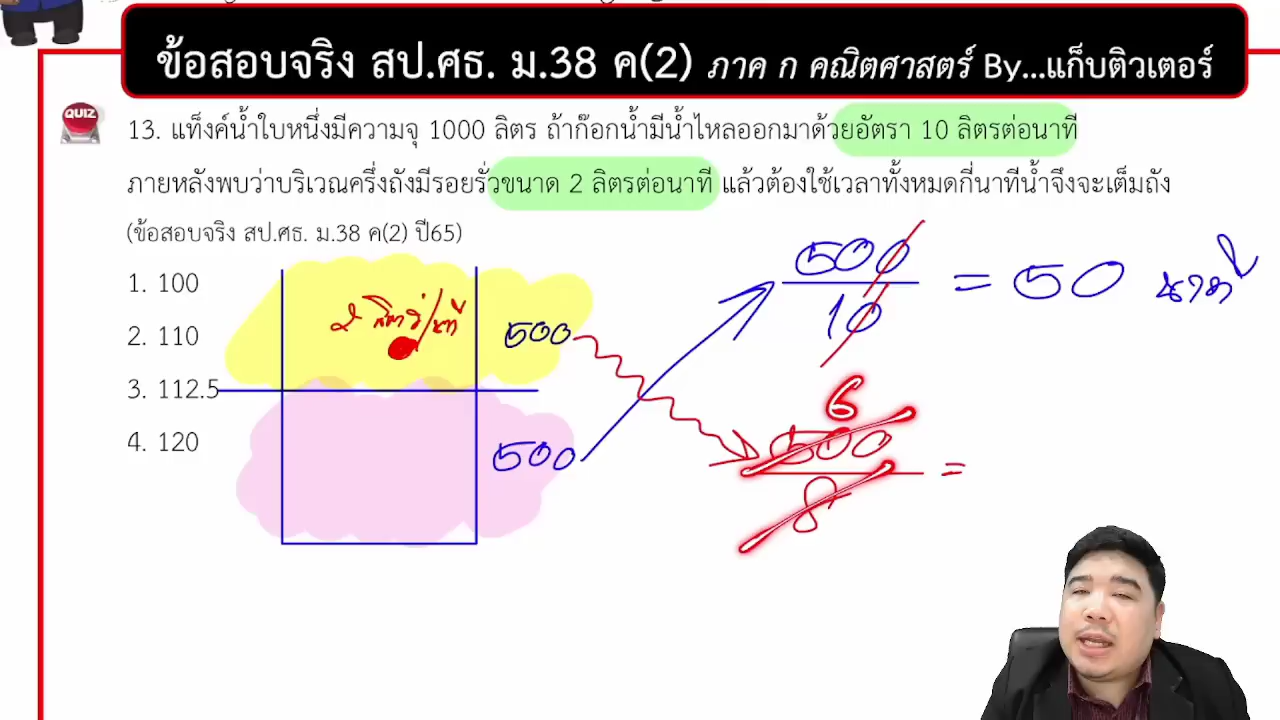 ข้อสอบจริง สป.ศธ. ม.38 ค(2) ภาค ก คณิตศาสตร์ By...แก็บติวเตอร์
QUIZ
13. แท็งค์น้ำใบหนึ่งมีความจุ 1000 ลิตร ถ้าก๊อกน้ำมีน้ำไหลออกมาด้วยอัตรา 10 ลิตรต่อนาที
ภายหลังพบว่าบริเวณครึ่งถังมีรอยรั่วขนาด 2 ลิตรต่อนาที แล้วต้องใช้เวลาทั้งหมดกี่นาทีน้ำจึงจะเต็มถัง
(ข้อสอบจริง สป.ศธ. ม.38 ค(2) ปี65)
1. 100
2. 110
3. 112.5
4. 120
2 ลิตร/นาที
500
500
500
10
= 50 นาที
6
500
8
=